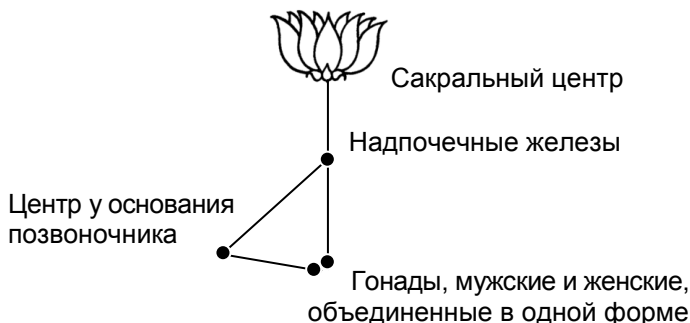 Сакральный центр
Надпочечные железы
Центр у основания
позвоночника
Гонады, мужские и женские,
объединенные в одной форме